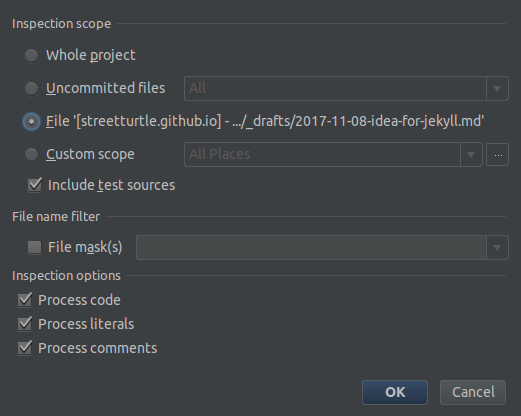 Inspection scope
Whole project
Uncommitted files All
File '[streetturtle.github.io] - .../_drafts/2017-11-08-idea-for-jekyll.md'
Custom scope All Places ...
Include test sources
File name filter
File mask(s)
Inspection options
Process code
Process literals
Process comments
OK Cancel